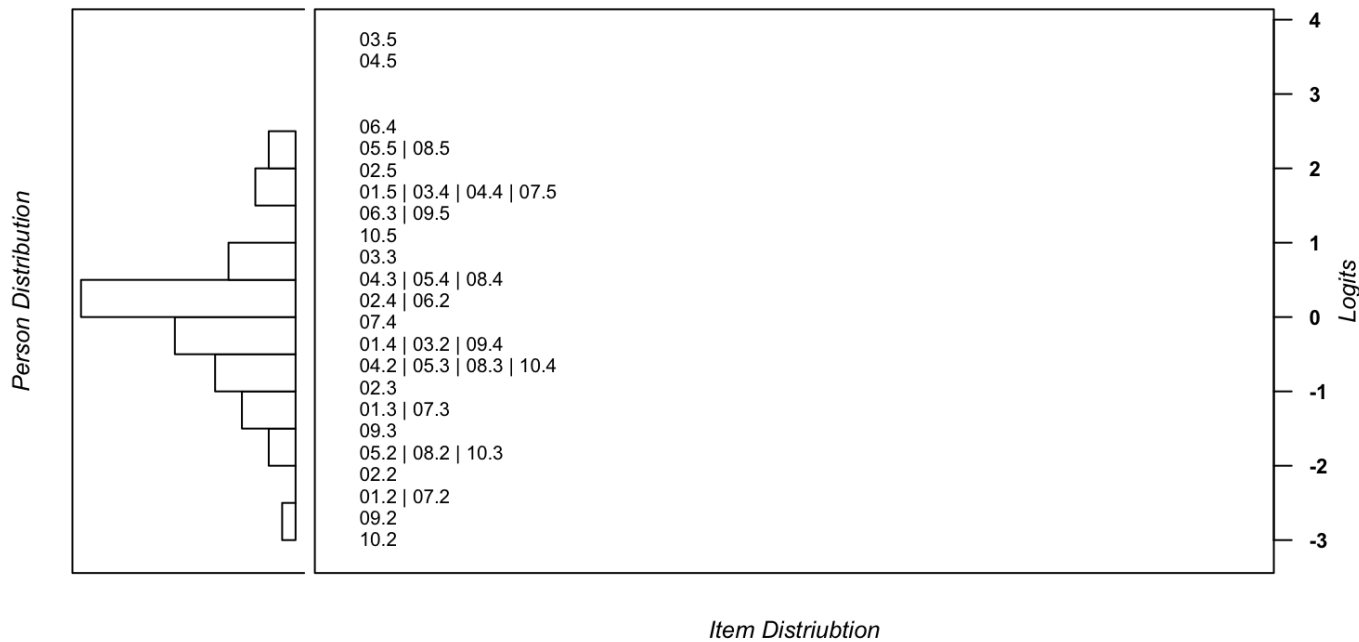 Person Distribution
03.5
04.5
06.4
05.5 | 08.5
02.5
01.5 | 03.4 | 04.4 | 07.5
06.3 | 09.5
10.5
03.3
04.3 | 05.4 | 08.4
02.4 | 06.2
07.4
01.4 | 03.2 | 09.4
04.2 | 05.3 | 08.3 | 10.4
02.3
01.3 | 07.3
09.3
05.2 | 08.2 | 10.3
02.2
01.2 | 07.2
09.2
10.2
4
3
2
1
0
-1
-2
-3
Logits
Item Distriubtion